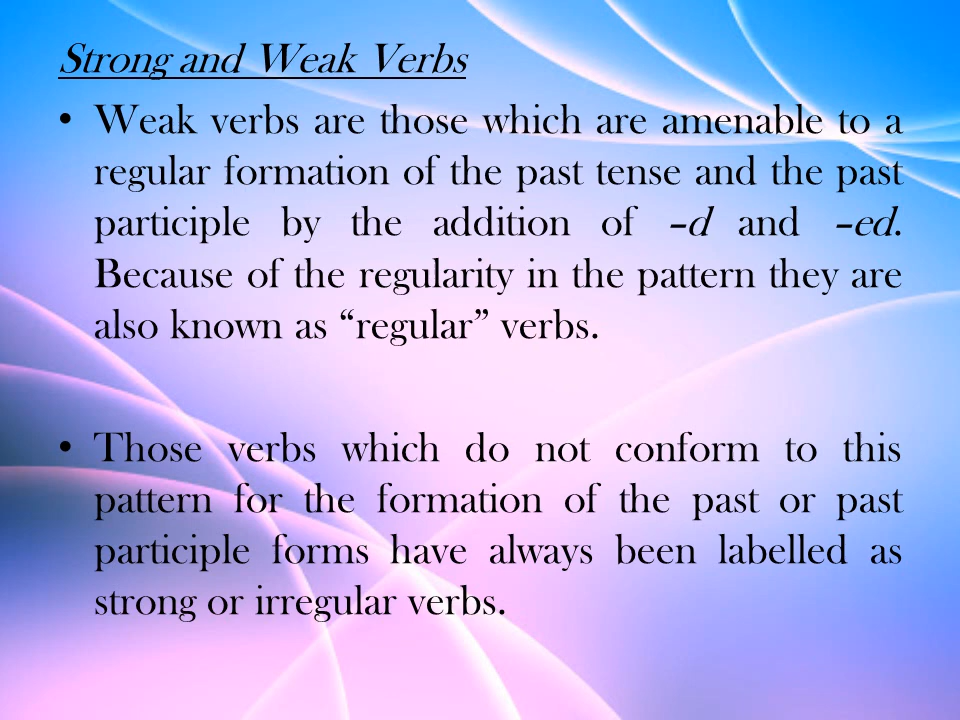 Strong and Weak Verbs
• Weak verbs are those which are amenable to a
regular formation of the past tense and the past
participle by the addition of –d and –ed.
Because of the regularity in the pattern they are
also known as “regular” verbs.
• Those verbs which do not conform to this
pattern for the formation of the past or past
participle forms have always been labelled as
strong or irregular verbs.